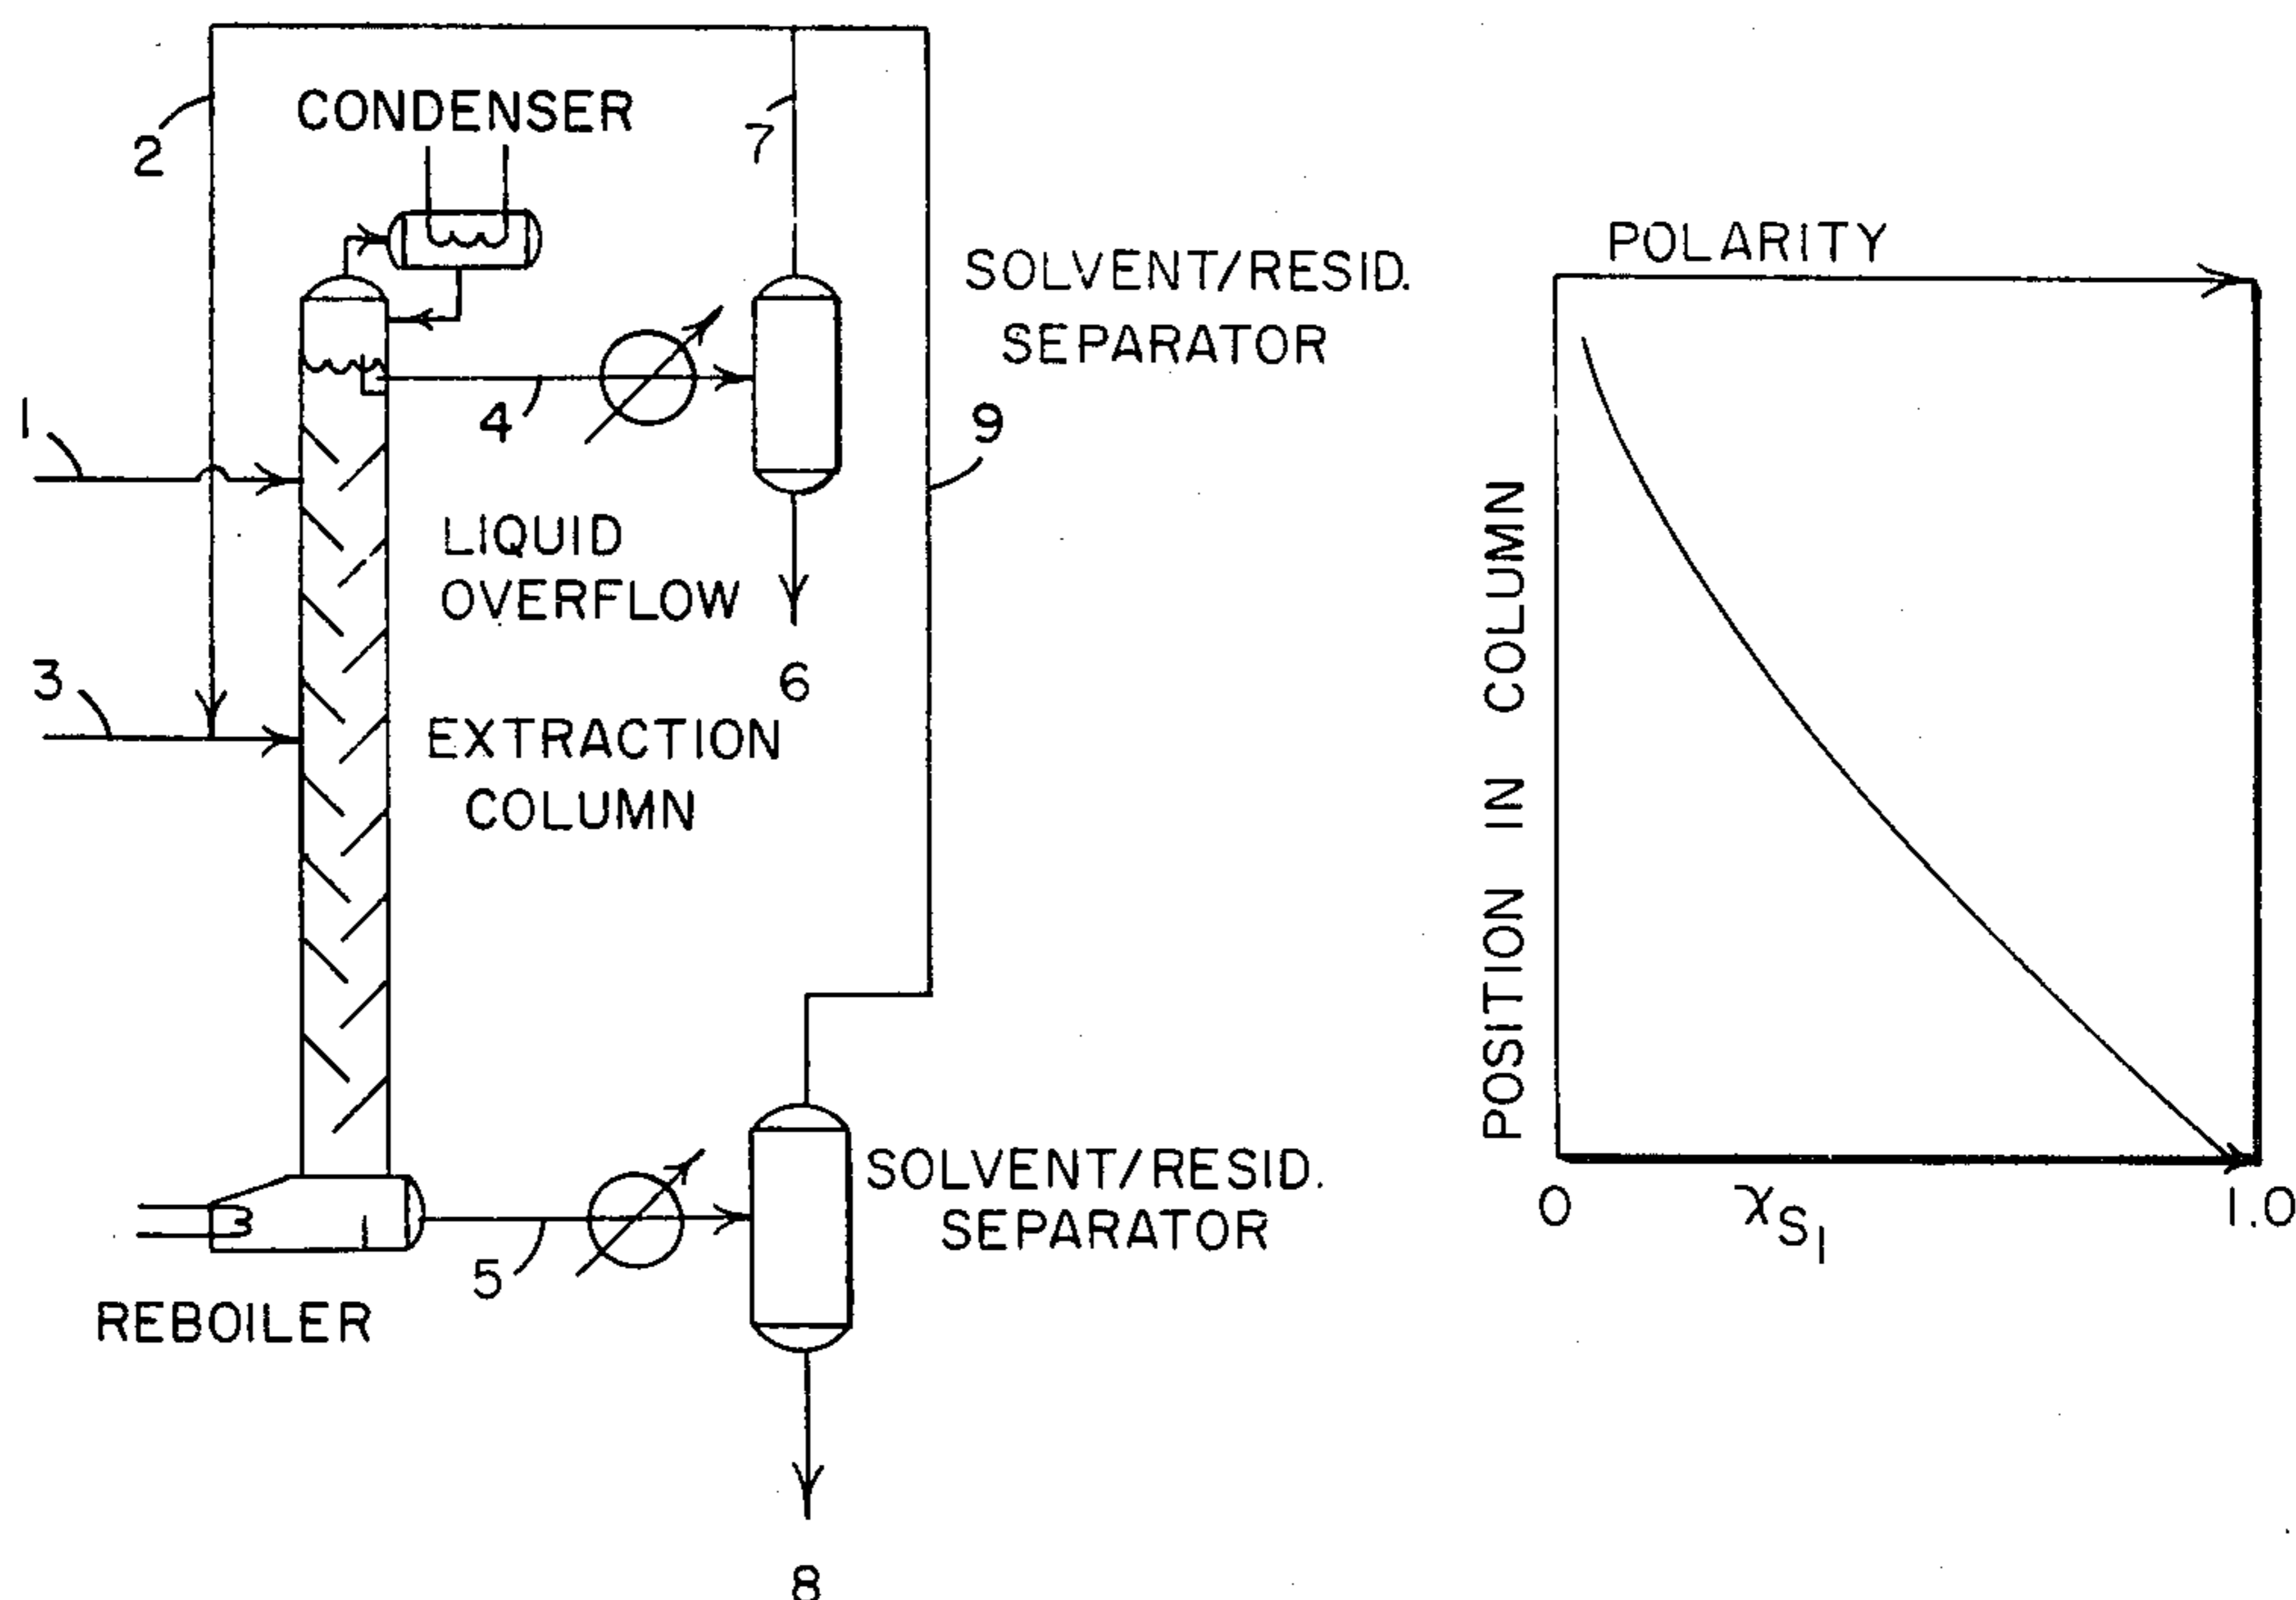 CONDENSER
2
7
SOLVENT/RESID.
SEPARATOR
1
4
9
LIQUID
OVERFLOW
6
3
EXTRACTION
COLUMN
5
SOLVENT/RESID.
SEPARATOR
REBOILER
8
POLARITY
POSITION IN COLUMN
0
χS1
1.0